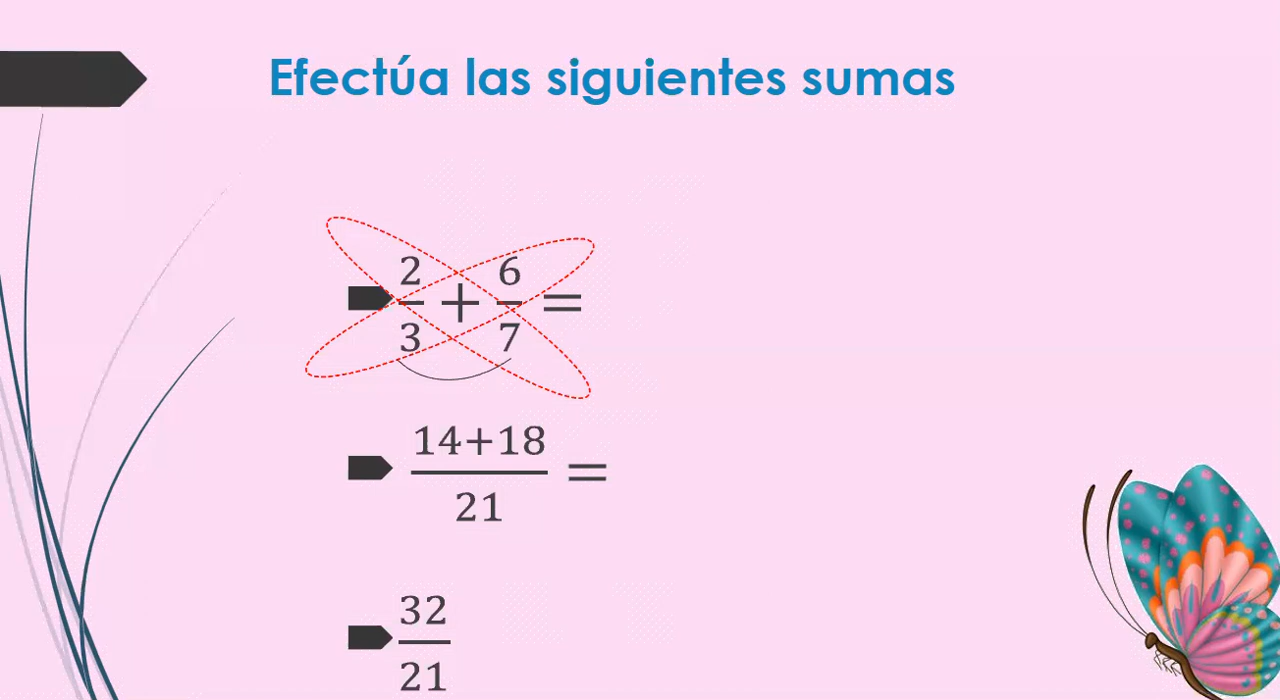 Efectúa las siguientes sumas
2/3 + 6/7 =
14+18/21 =
32/21